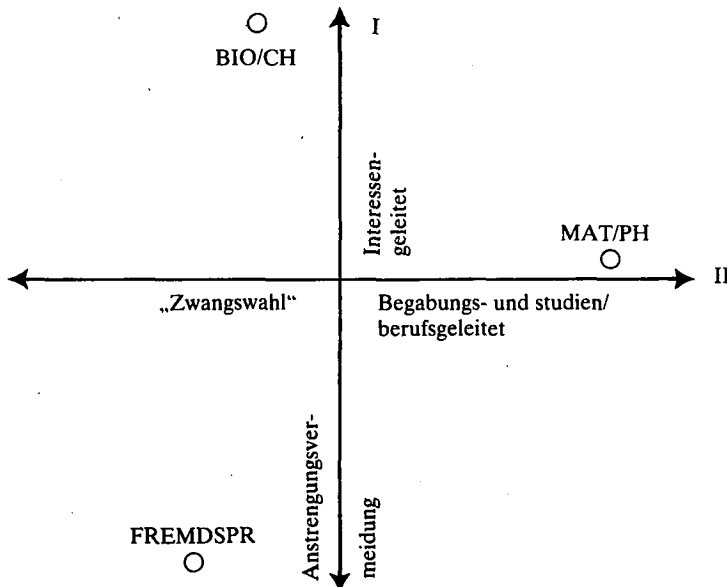 I
BIO/CH
Interessen-
geleitet
MAT/PH
II
„Zwangswahl“
Begabungs- und studien/
berufsgeleitet
Anstrengungsver-
meidung
FREMDSPR